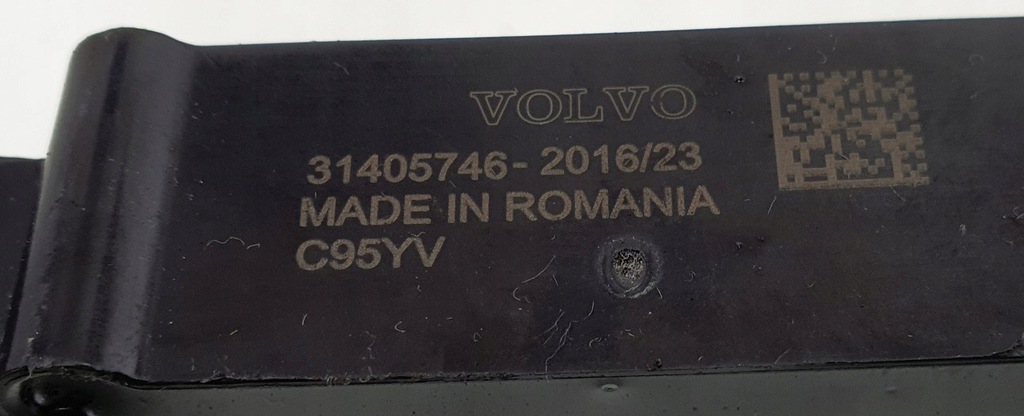 VOLVO
31405746-2016/23
MADE IN ROMANIA
C95YV